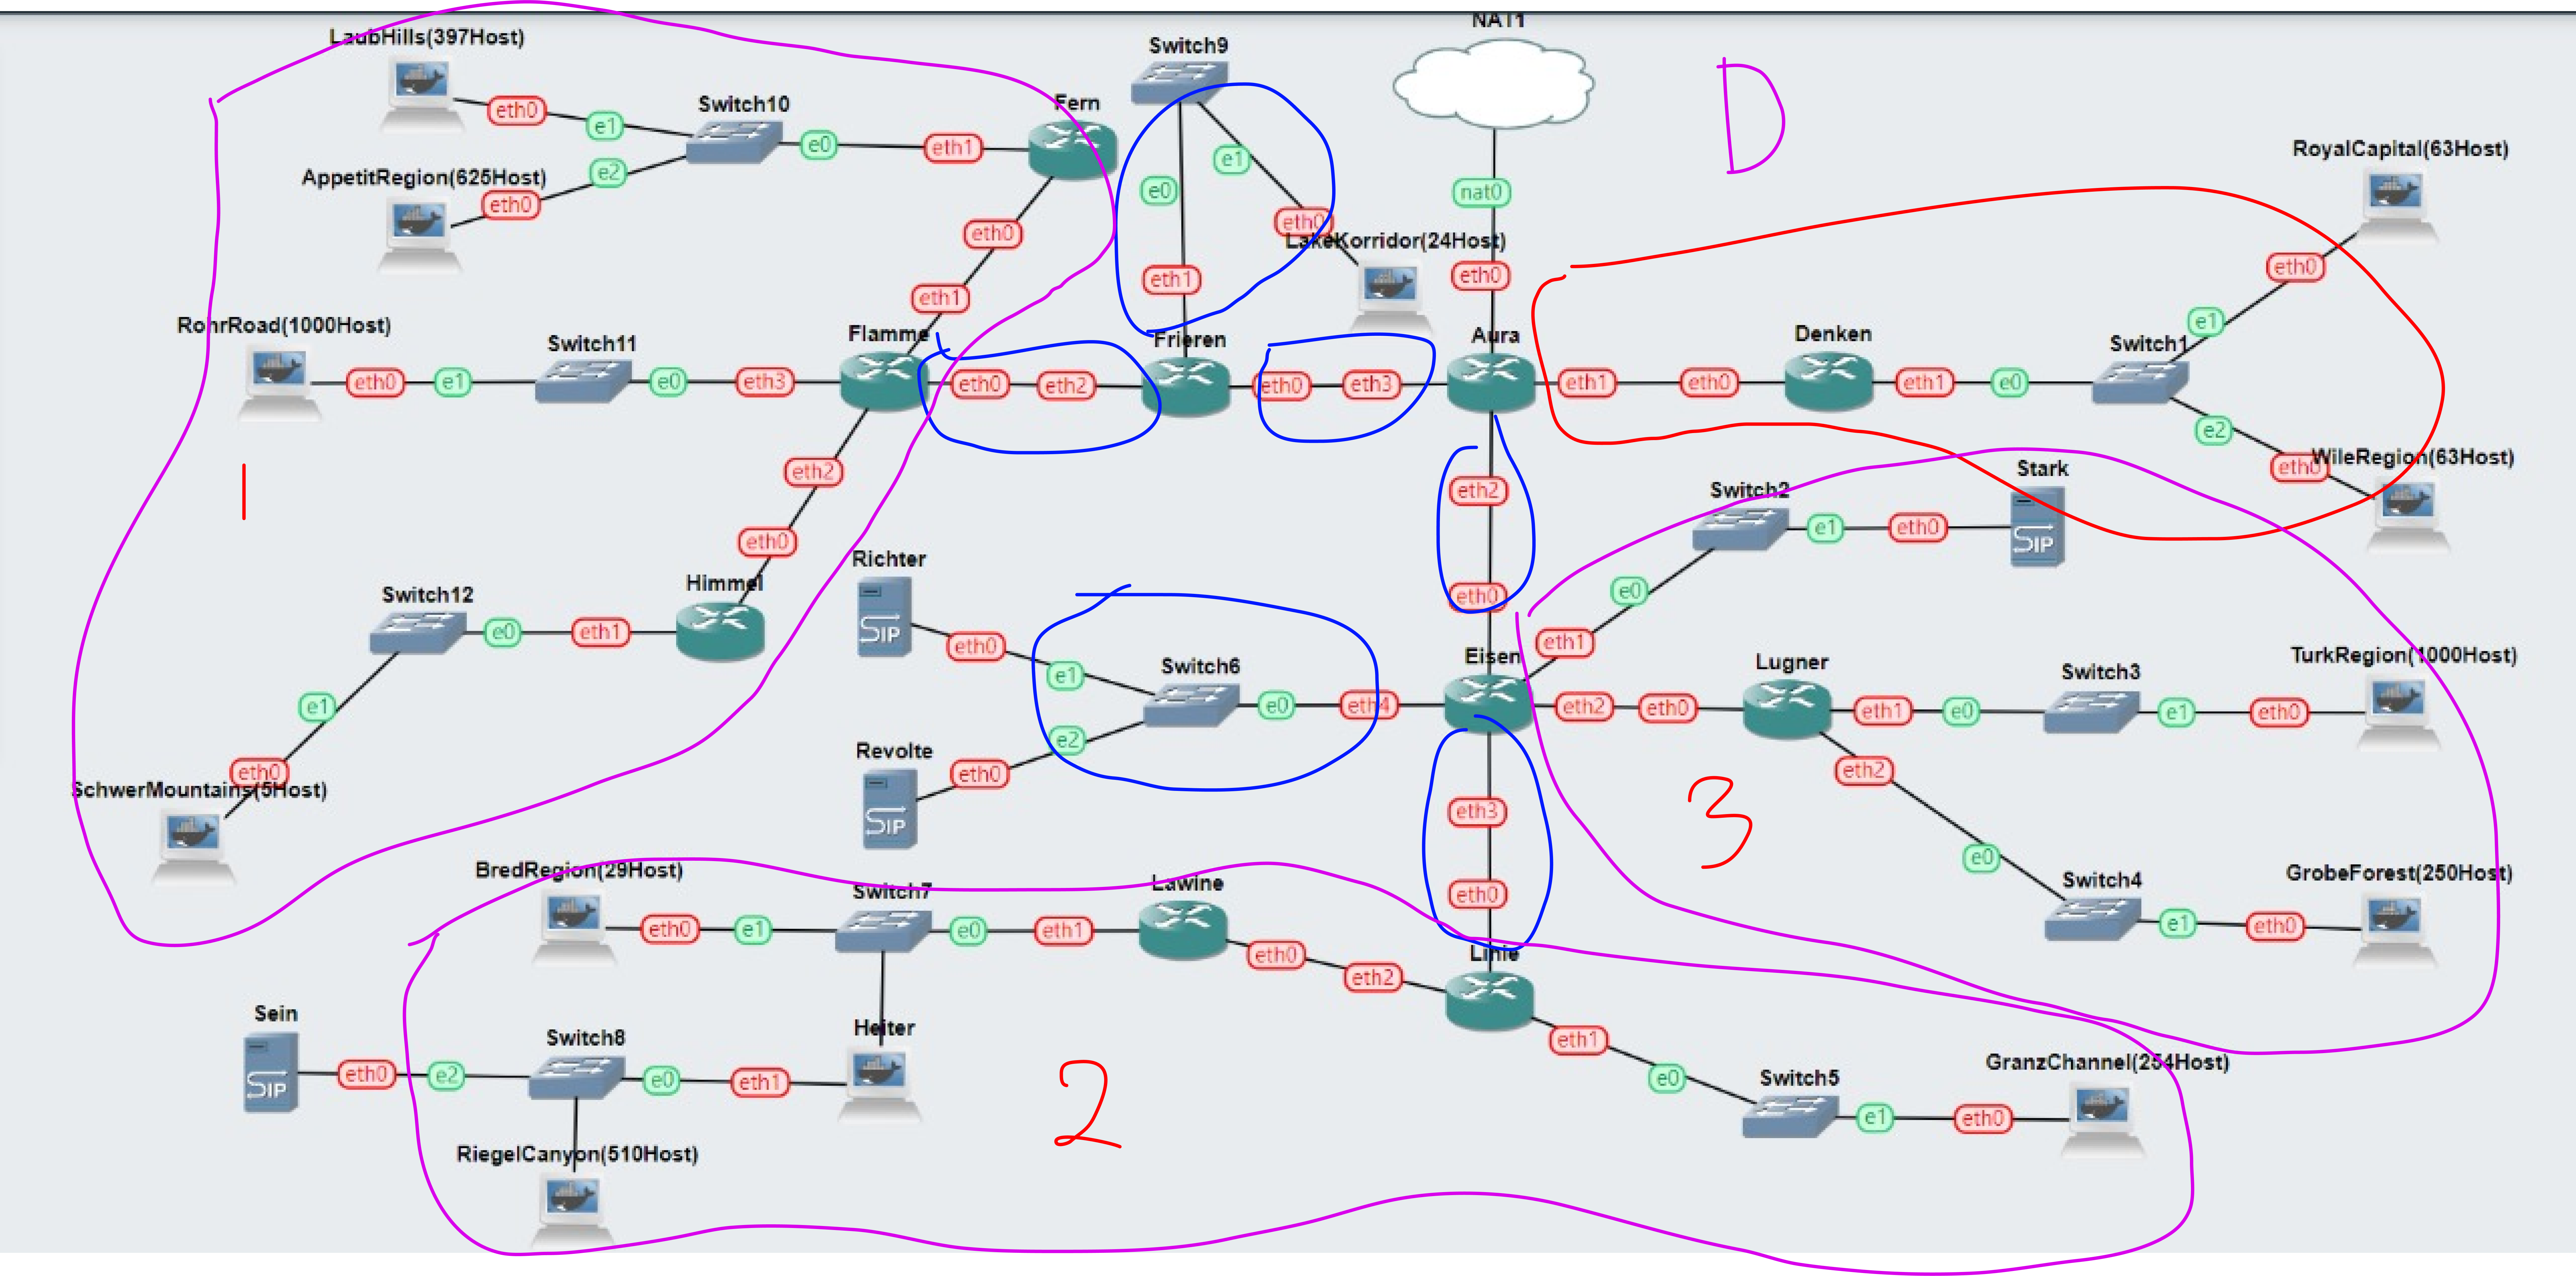 NAT1
LaubHills(397Host)
Switch9
eth0
e1
Switch10
Fern
D
e0
eth1
e2
AppetitRegion(625Host)
eth0
RoyalCapital(63Host)
e1
e0
nat0
eth0
eth0
LakeKorridor(24Host)
eth1
eth0
eth0
eth1
RohrRoad(1000Host)
Switch11
Flamme
Frieren
Aura
Denken
e1
Switch1
eth0
e1
e0
eth3
eth0
eth2
eth0
eth3
eth1
eth0
eth1
e0
e2
eth0
WileRegion(63Host)
1
eth2
eth2
Switch2
Stark
e1
eth0
SIP
eth0
Richter
Switch12
Himmel
SIP
eth0
e0
e0
eth1
eth0
eth1
e1
Switch6
Eisen
Lugner
Switch3
TurkRegion(1000Host)
e1
e0
eth4
eth2
eth0
eth1
e0
e1
eth0
Revolte
e2
eth0
SIP
eth0
SchwerMountains(5Host)
eth3
eth2
3
e0
BredRegion(29Host)
Switch7
Lawine
eth0
Switch4
GrobeForest(250Host)
eth0
e1
e0
eth1
e1
eth0
eth0
eth2
Linie
Sein
Switch8
Heiter
eth1
SIP
eth0
e2
e0
eth1
2
e0
Switch5
GranzChannel(254Host)
e1
eth0
RiegelCanyon(510Host)